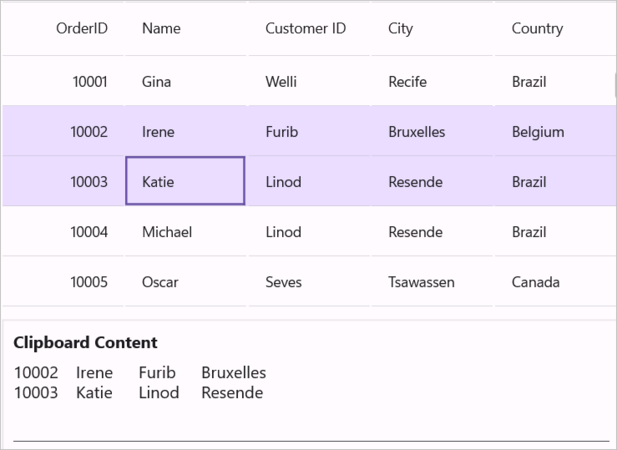 OrderID Name Customer ID City Country
10001 Gina Welli Recife Brazil
10002 Irene Furib Bruxelles Belgium
10003 Katie Linod Resende Brazil
10004 Michael Linod Resende Brazil
10005 Oscar Seves Tsawassen Canada
Clipboard Content
10002 Irene Furib Bruxelles
10003 Katie Linod Resende